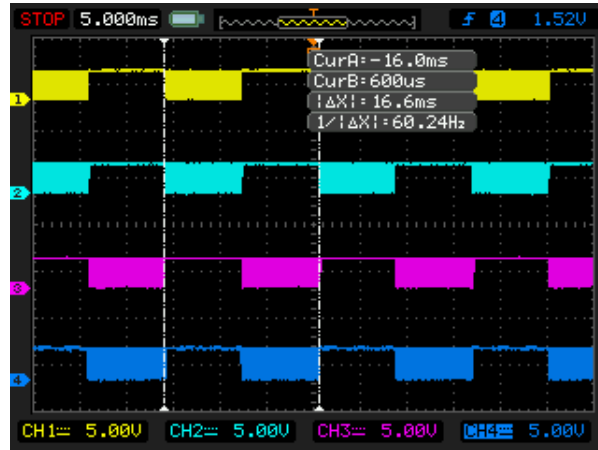 STOP 5.000ms T 4 1.52V
CurA:-16.0ms
CurB:600us
|ΔX|:16.6ms
1/|ΔX|:60.24Hz
1
2
3
4
CH1 5.00V CH2 5.00V CH3 5.00V CH4 5.00V